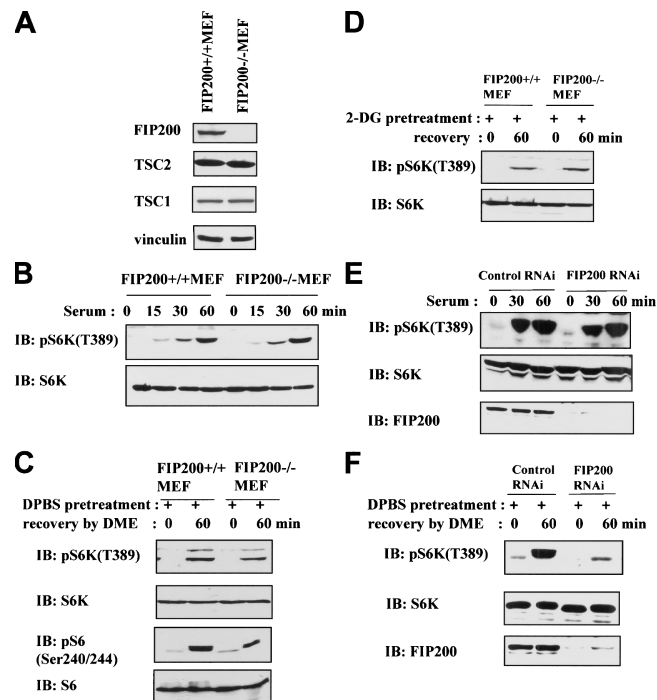 A
FIP200+/+MEF
FIP200-/-MEF
FIP200
TSC2
TSC1
vinculin
B
FIP200+/+MEF FIP200-/-MEF
Serum : 0 15 30 60 0 15 30 60 min
IB: pS6K(T389)
IB: S6K
C
FIP200+/+ FIP200-/-
MEF MEF
DPBS pretreatment : + + + +
recovery by DME : 0 60 0 60 min
IB: pS6K(T389)
IB: S6K
IB: pS6
(Ser240/244)
IB: S6
D
FIP200+/+ FIP200-/-
MEF MEF
2-DG pretreatment : + + + +
recovery : 0 60 0 60 min
IB: pS6K(T389)
IB: S6K
E
Control RNAi FIP200 RNAi
Serum : 0 30 60 0 30 60 min
IB: pS6K(T389)
IB: S6K
IB: FIP200
F
Control FIP200
RNAi RNAi
DPBS pretreatment : + + + +
recovery by DME : 0 60 0 60 min
IB: pS6K(T389)
IB: S6K
IB: FIP200